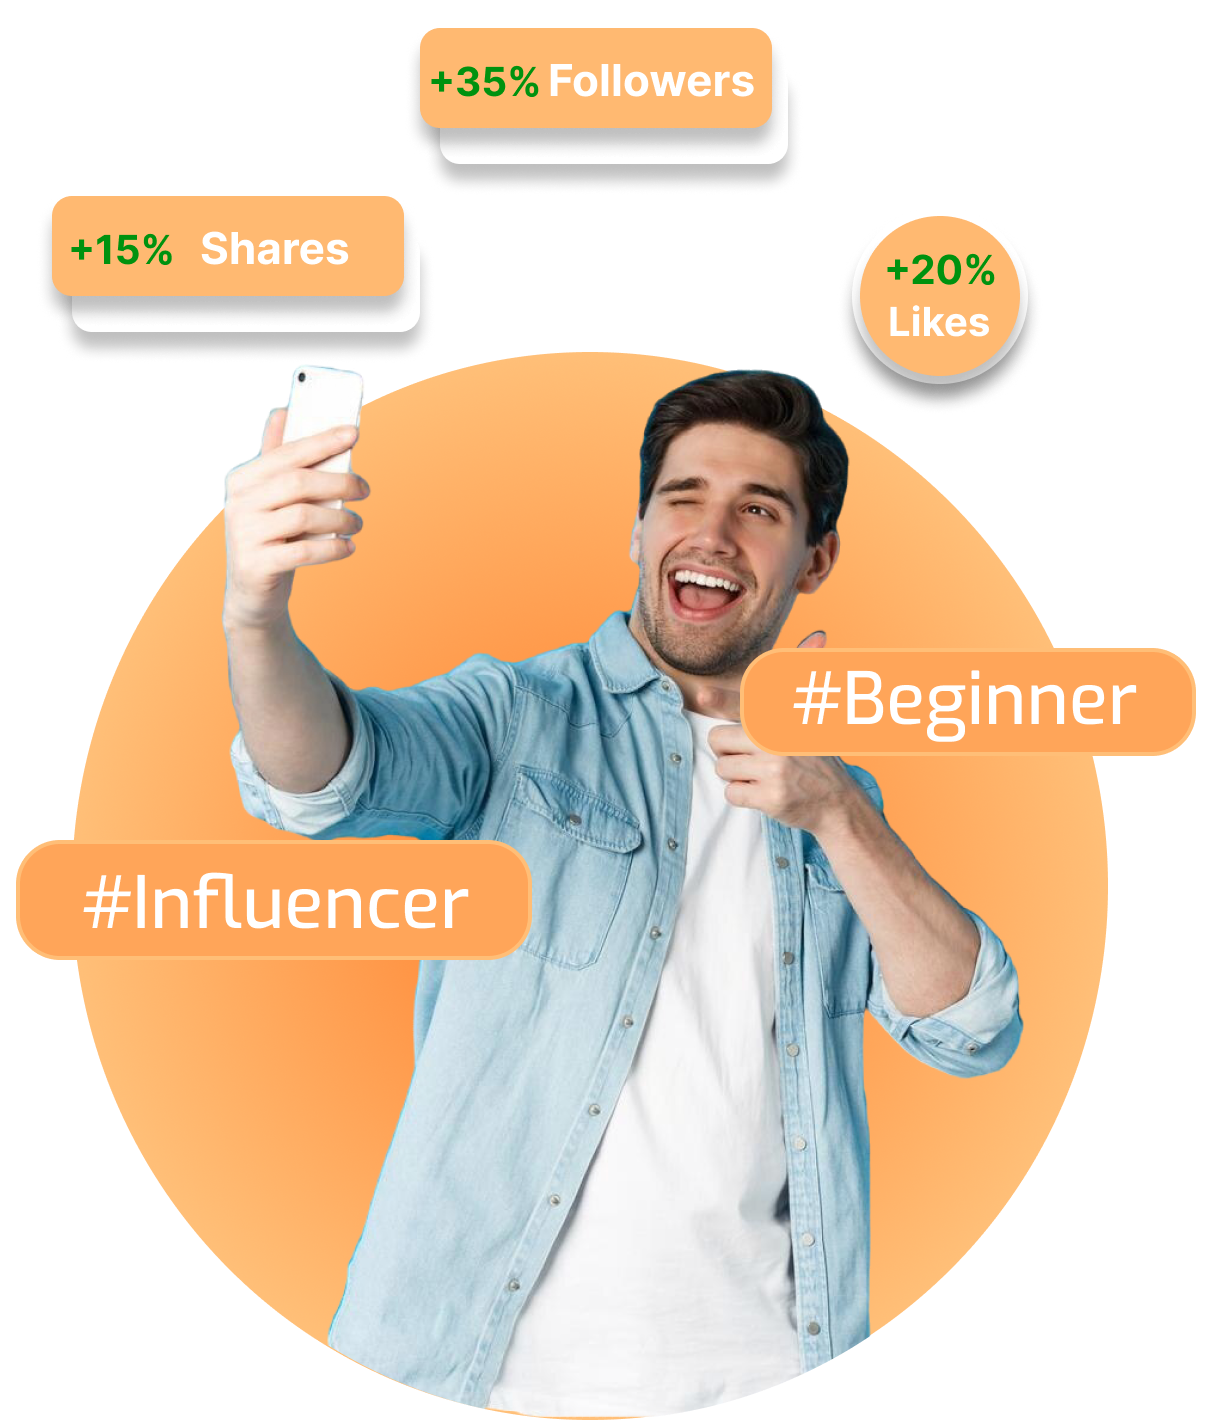 +35% Followers
+15% Shares
+20%
Likes
#Beginner
#Influencer